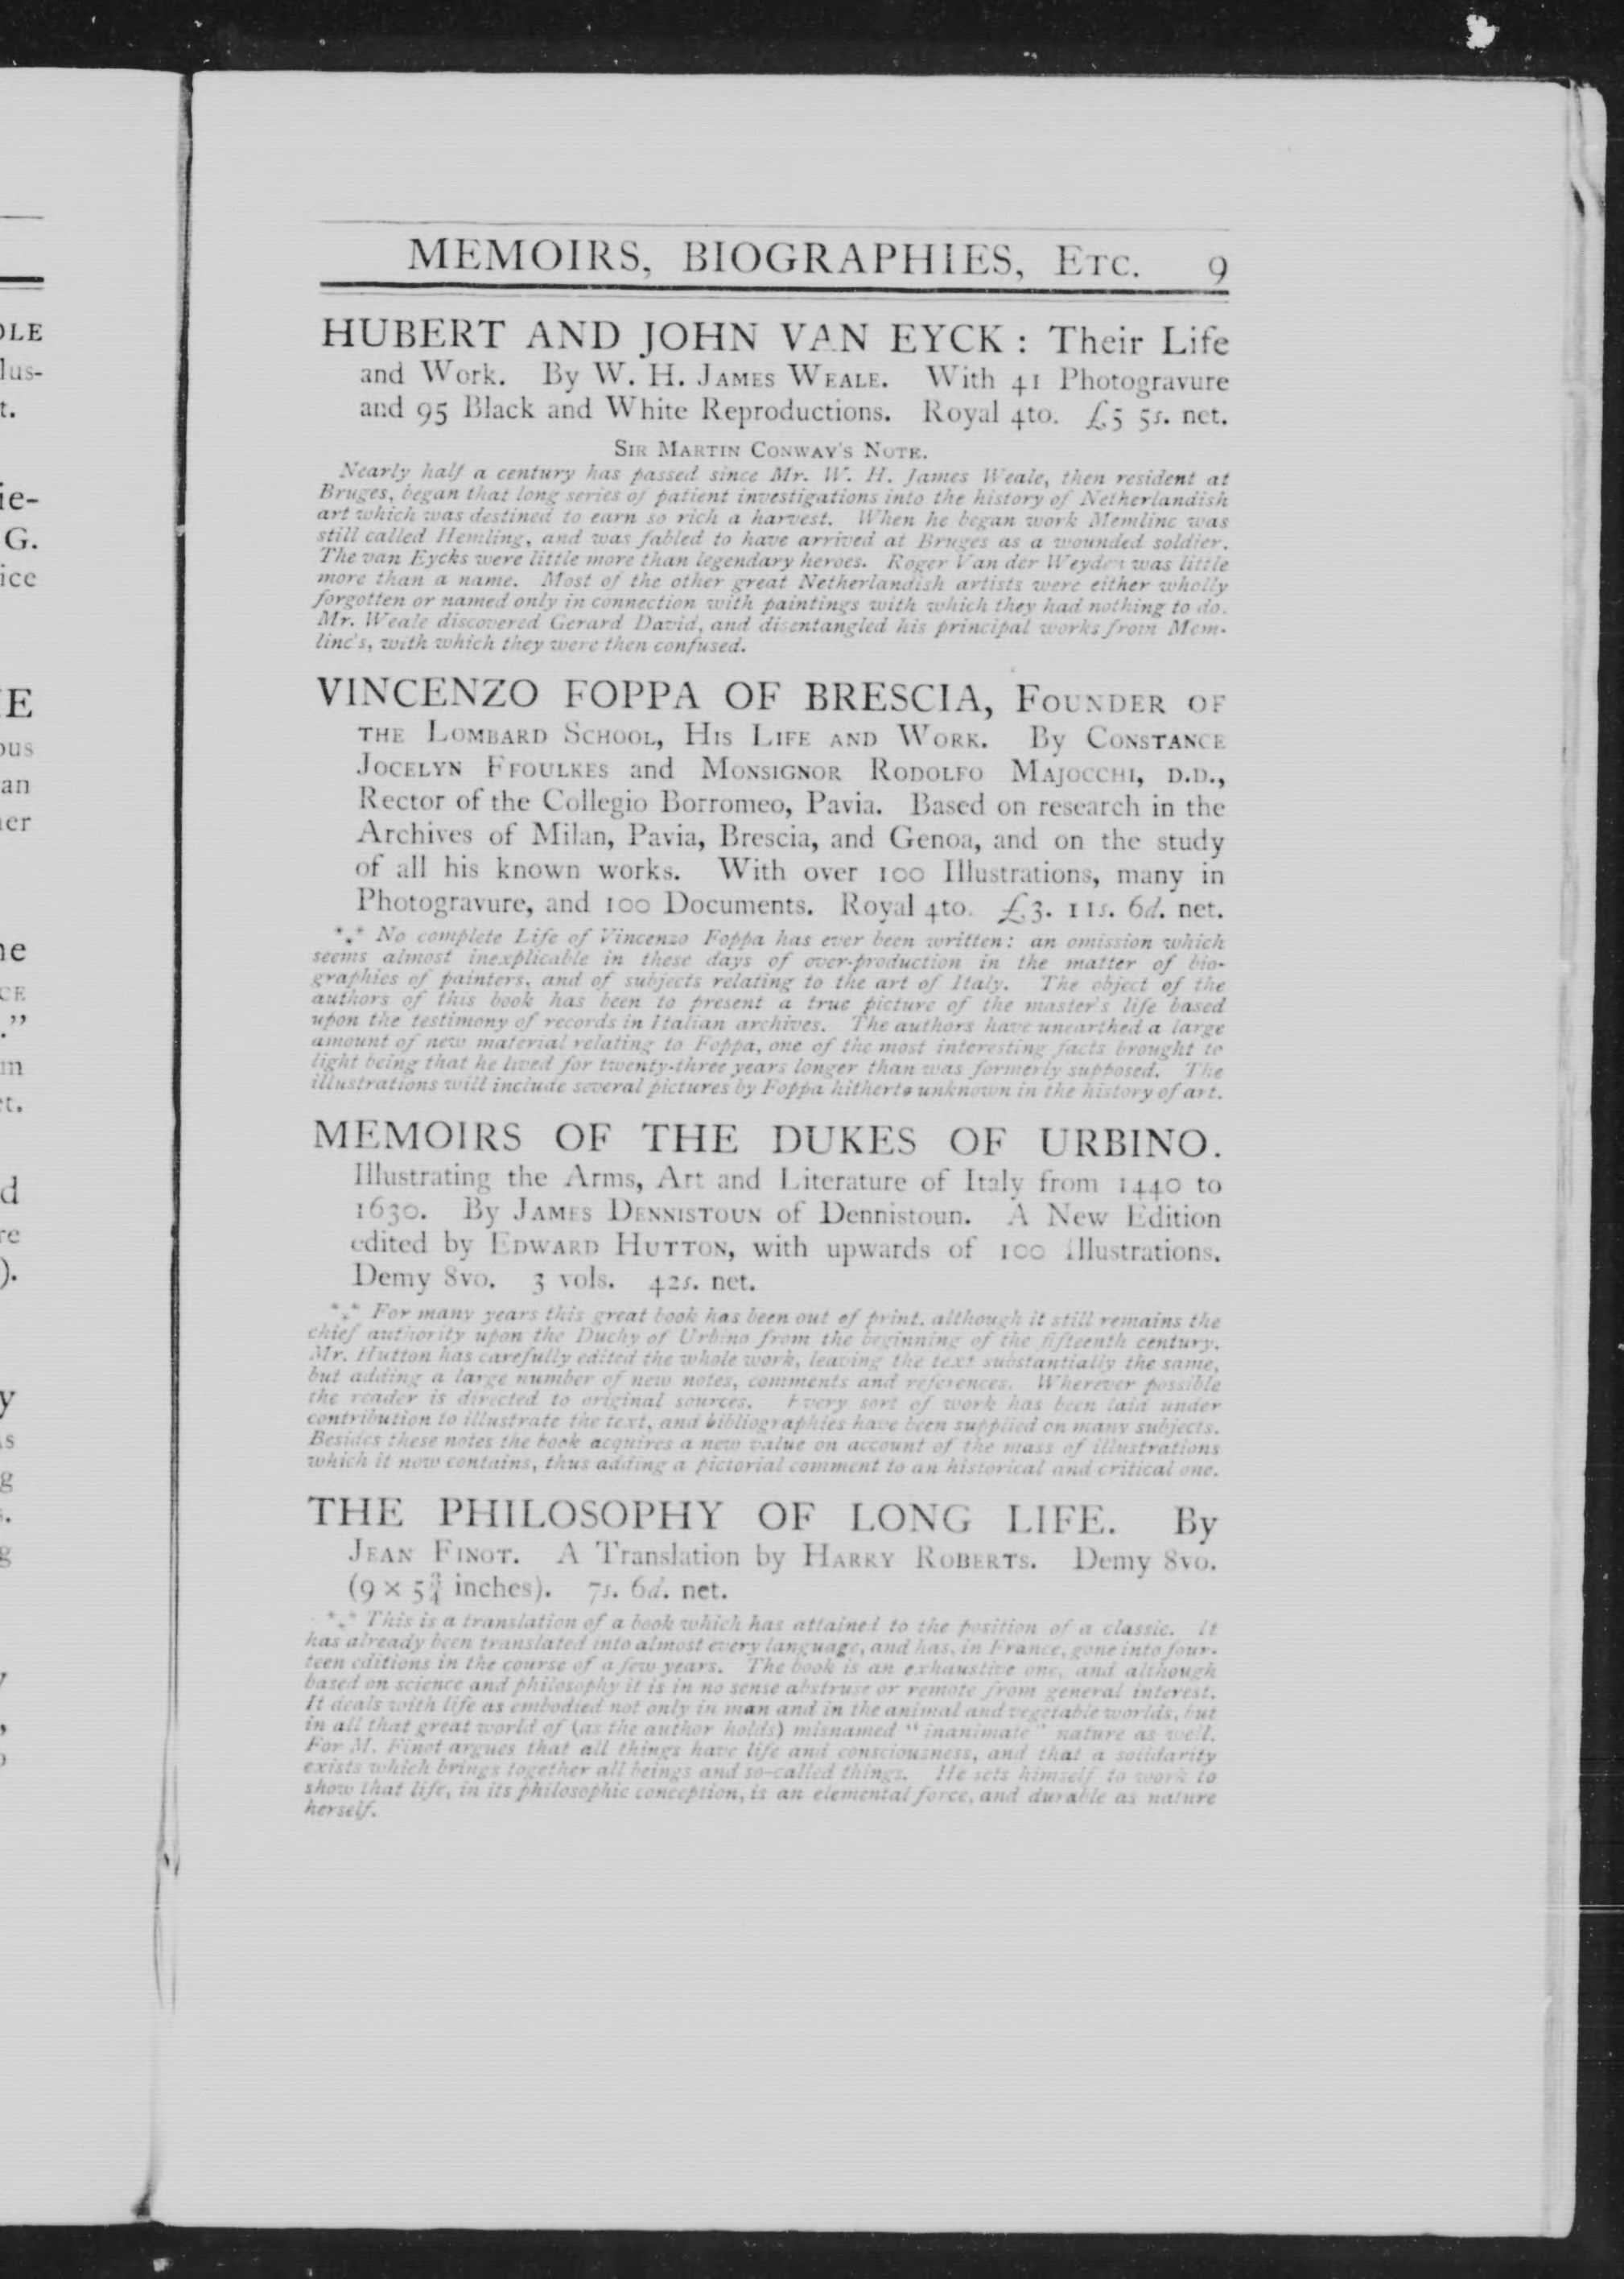 MEMOIRS, BIOGRAPHIES, ETC. 9
HUBERT AND JOHN VAN EYCK : Their Life
and Work. By W. H. JAMES WEALE. With 41 Photogravure
and 95 Black and White Reproductions. Royal 4to. £5 5s. net.
SIR MARTIN CONWAY'S NOTE.
Nearly half a century has passed since Mr. W. H. James Weale, then resident at
Bruges, began that long series of patient investigations into the history of Netherlandish
art which was destined to earn so rich a harvest. When he began work Memlinc was
still called Hemling, and was fabled to have arrived at Bruges as a wounded soldier.
The van Eycks were little more than legendary heroes. Roger Van der Weyden was little
more than a name. Most of the other great Netherlandish artists were either wholly
forgotten or named only in connection with paintings with which they had nothing to do.
Mr. Weale discovered Gerard David, and disentangled his principal works from Mem-
linc's, with which they were then confused.
VINCENZO FOPPA OF BRESCIA, FOUNDER OF
THE LOMBARD SCHOOL, HIS LIFE AND WORK. By CONSTANCE
JOCELYN FFOULKES and MONSIGNOR RODOLFO MAJOCCHI, D.D.,
Rector of the Collegio Borromeo, Pavia. Based on research in the
Archives of Milan, Pavia, Brescia, and Genoa, and on the study
of all his known works. With over 100 Illustrations, many in
Photogravure, and 100 Documents. Royal 4to. £3. 11s. 6d. net.
*** No complete Life of Vincenzo Foppa has ever been written: an omission which
seems almost inexplicable in these days of over-production in the matter of bio-
graphies of painters, and of subjects relating to the art of Italy. The object of the
authors of this book has been to present a true picture of the master's life based
upon the testimony of records in Italian archives. The authors have unearthed a large
amount of new material relating to Foppa, one of the most interesting facts brought to
light being that he lived for twenty-three years longer than was formerly supposed. The
illustrations will include several pictures by Foppa hitherto unknown in the history of art.
MEMOIRS OF THE DUKES OF URBINO.
Illustrating the Arms, Art and Literature of Italy from 1440 to
1630. By JAMES DENNISTOUN of Dennistoun. A New Edition
edited by EDWARD HUTTON, with upwards of 100 Illustrations.
Demy 8vo. 3 vols. 42s. net.
*** For many years this great book has been out of print, although it still remains the
chief authority upon the Duchy of Urbino from the beginning of the fifteenth century.
Mr. Hutton has carefully edited the whole work, leaving the text substantially the same,
but adding a large number of new notes, comments and references. Wherever possible
the reader is directed to original sources. Every sort of work has been laid under
contribution to illustrate the text, and bibliographies have been supplied on many subjects.
Besides these notes the book acquires a new value on account of the mass of illustrations
which it now contains, thus adding a pictorial comment to an historical and critical one.
THE PHILOSOPHY OF LONG LIFE. By
JEAN FINOT. A Translation by HARRY ROBERTS. Demy 8vo.
(9 × 5¾ inches). 7s. 6d. net.
*** This is a translation of a book which has attained to the position of a classic. It
has already been translated into almost every language, and has, in France, gone into four-
teen editions in the course of a few years. The book is an exhaustive one, and although
based on science and philosophy it is in no sense abstruse or remote from general interest.
It deals with life as embodied not only in man and in the animal and vegetable worlds, but
in all that great world of (as the author holds) misnamed "inanimate" nature as well.
For M. Finot argues that all things have life and consciousness, and that a solidarity
exists which brings together all beings and so-called things. He sets himself to work to
show that life, in its philosophic conception, is an elemental force, and durable as nature
herself.